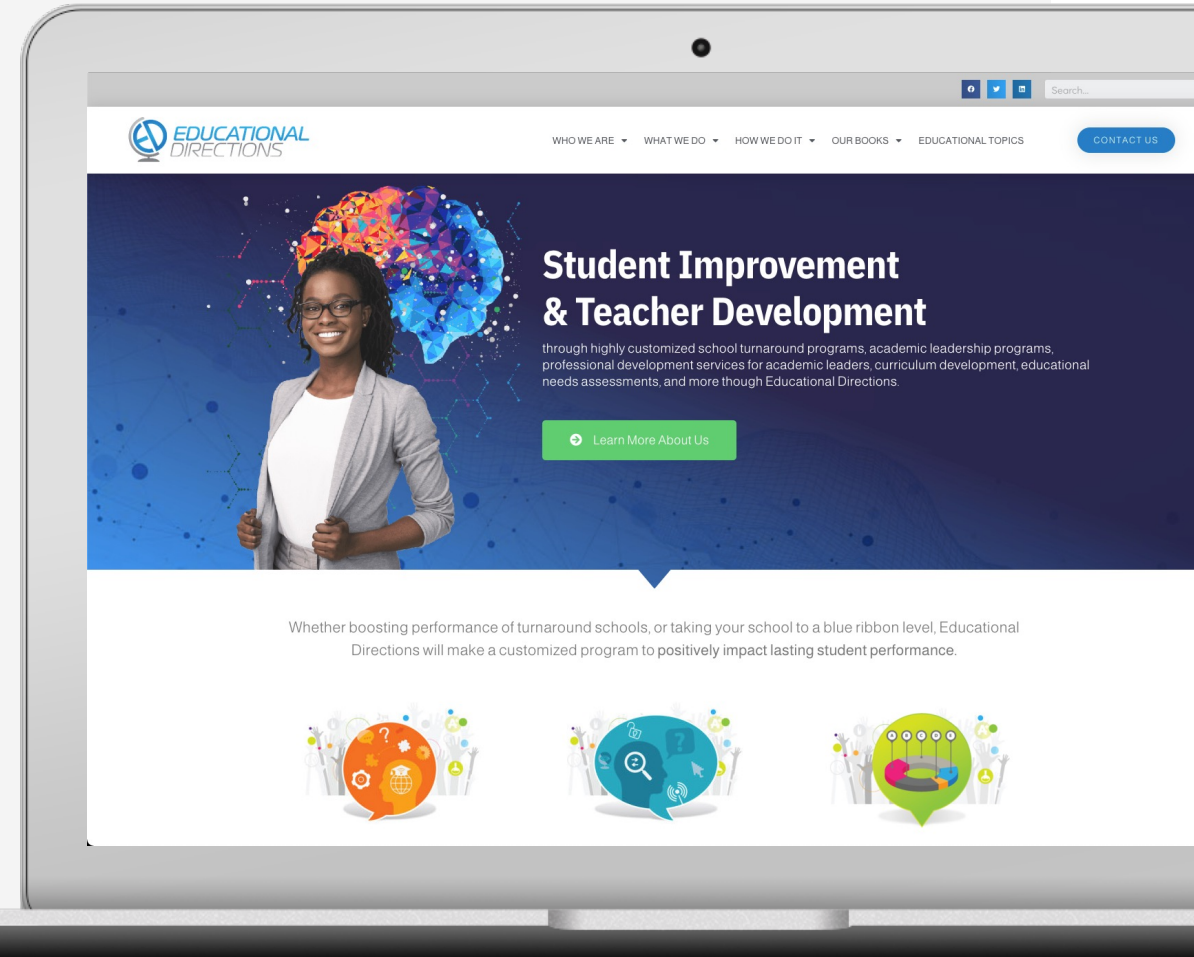 Search...
EDUCATIONAL
DIRECTIONS
WHO WE ARE WHAT WE DO HOW WE DO IT OUR BOOKS EDUCATIONAL TOPICS CONTACT US
Student Improvement
& Teacher Development
through highly customized school turnaround programs, academic leadership programs,
professional development services for academic leaders, curriculum development, educational
needs assessments, and more though Educational Directions.
Learn More About Us
Whether boosting performance of turnaround schools, or taking your school to a blue ribbon level, Educational
Directions will make a customized program to positively impact lasting student performance.